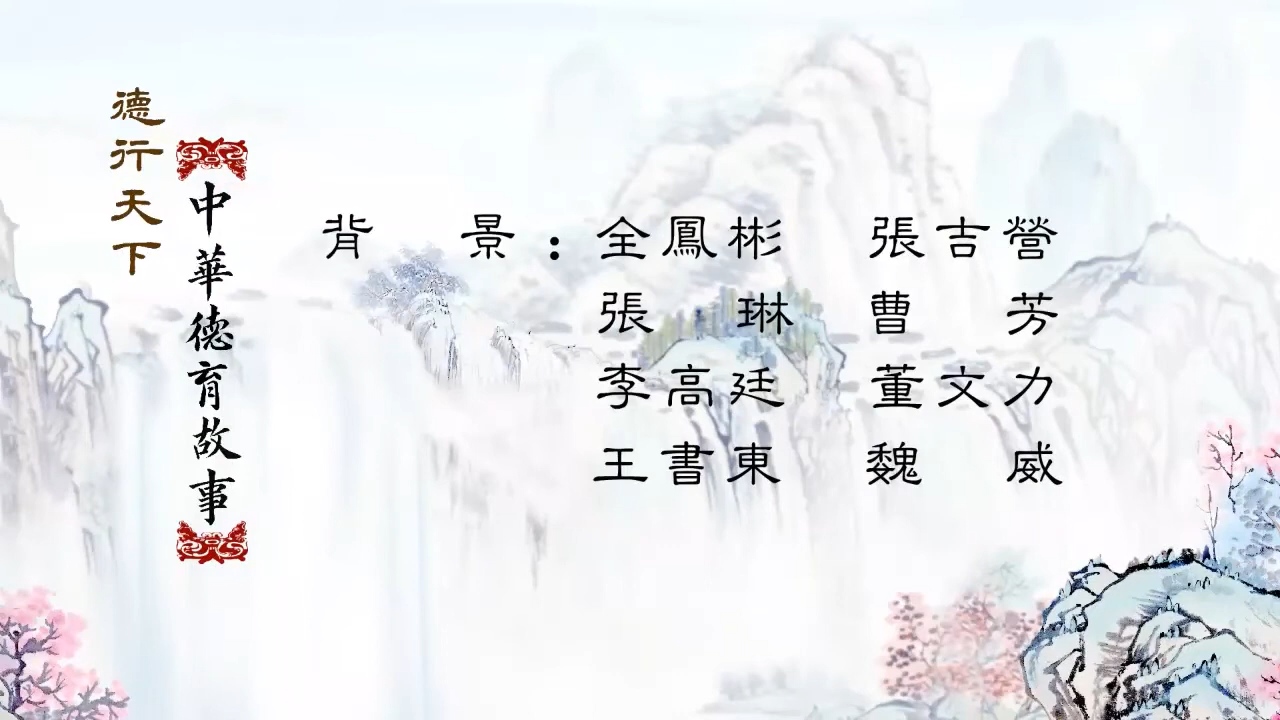 德行天下
中華德育故事
背 景：全鳳彬 張吉營
張 琳 曹 芳
李高廷 董文力
王書東 魏 威